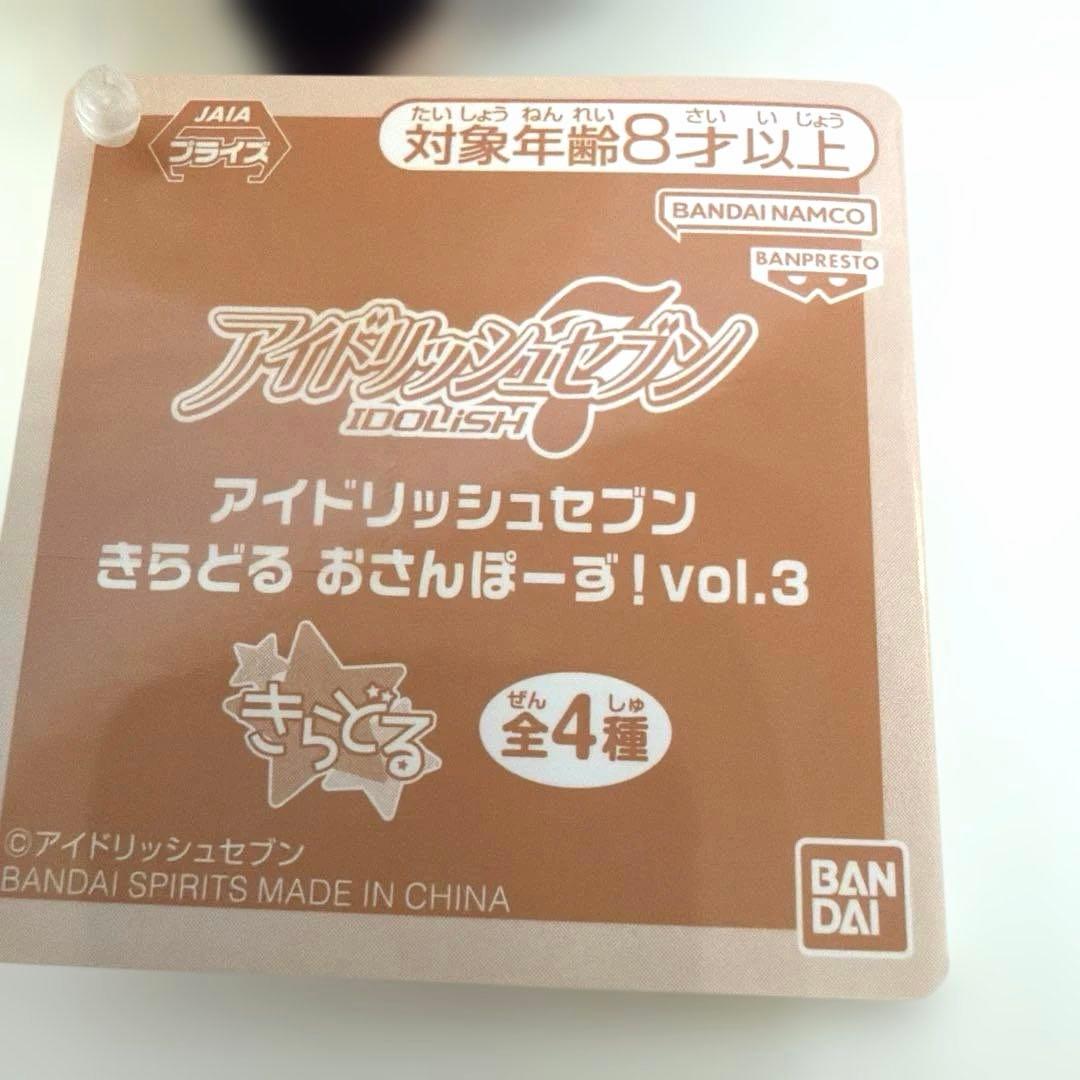 JAIA
プライズ
たいしょうねんれい さいいじょう
対象年齢8才以上
BANDAI NAMCO
BANPRESTO
アイドリッシュセブン
IDOLiSH7
アイドリッシュセブン
きらどる おさんぽーず!vol.3
きらどる
ぜん しゅ
全4種
©アイドリッシュセブン
BANDAI SPIRITS MADE IN CHINA
BAN
DAI